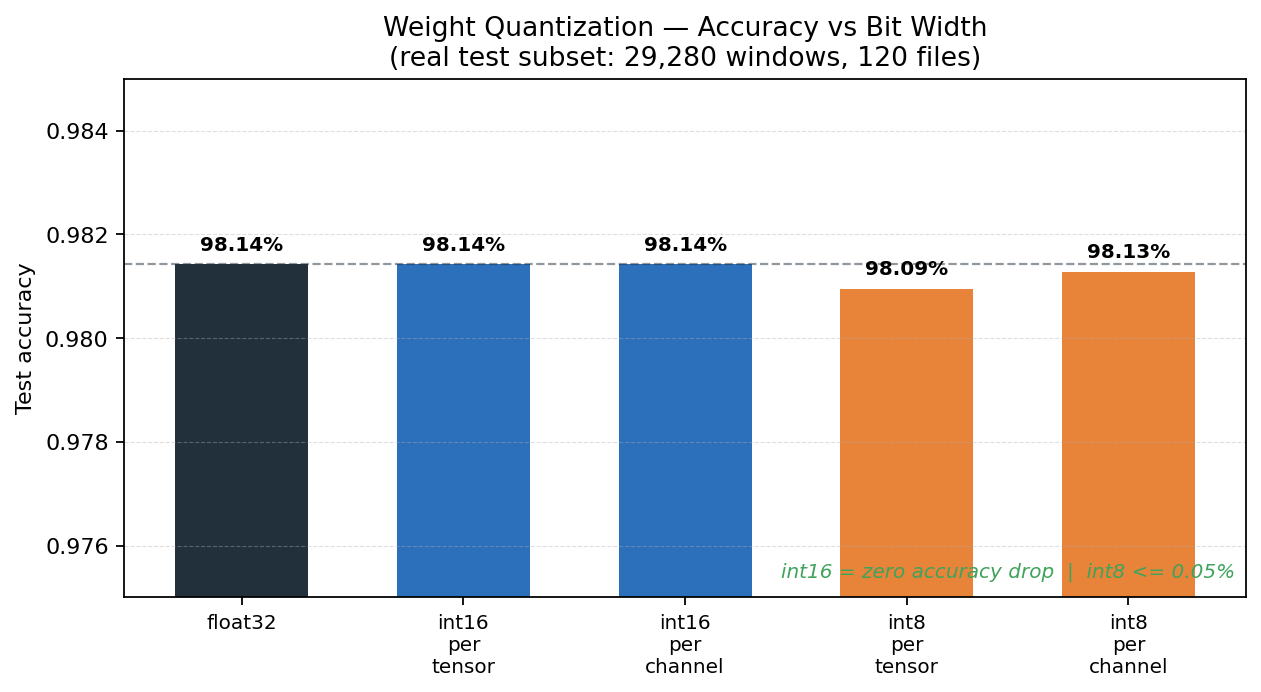 Weight Quantization — Accuracy vs Bit Width
(real test subset: 29,280 windows, 120 files)
Test accuracy
0.984
0.982
0.980
0.978
0.976
98.14%
98.14%
98.14%
98.09%
98.13%
int16 = zero accuracy drop | int8 <= 0.05%
float32
int16
per
tensor
int16
per
channel
int8
per
tensor
int8
per
channel